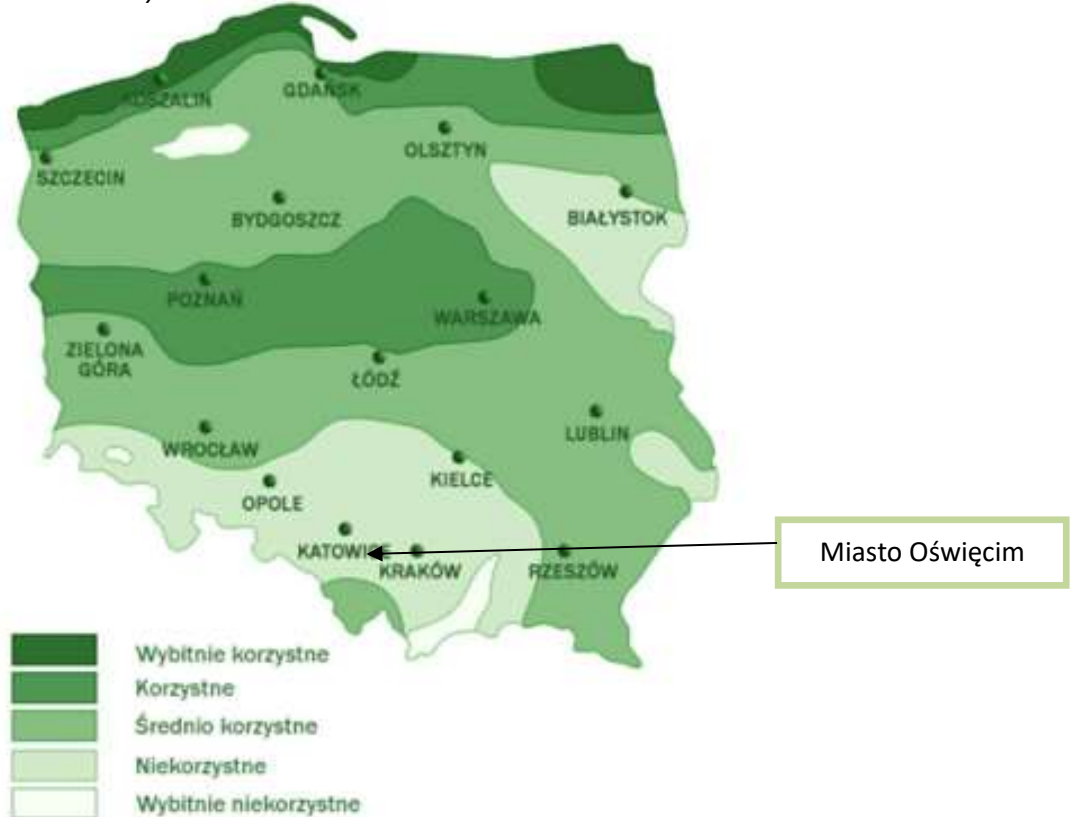 KOSZALIN
GDAŃSK
OLSZTYN
SZCZECIN
BYDGOSZCZ
BIAŁYSTOK
POZNAŃ
WARSZAWA
ZIELONA
GÓRA
ŁÓDŹ
LUBLIN
WROCŁAW
KIELCE
OPOLE
KATOWICE
KRAKÓW
RZESZÓW
Miasto Oświęcim
Wybitnie korzystne
Korzystne
Średnio korzystne
Niekorzystne
Wybitnie niekorzystne